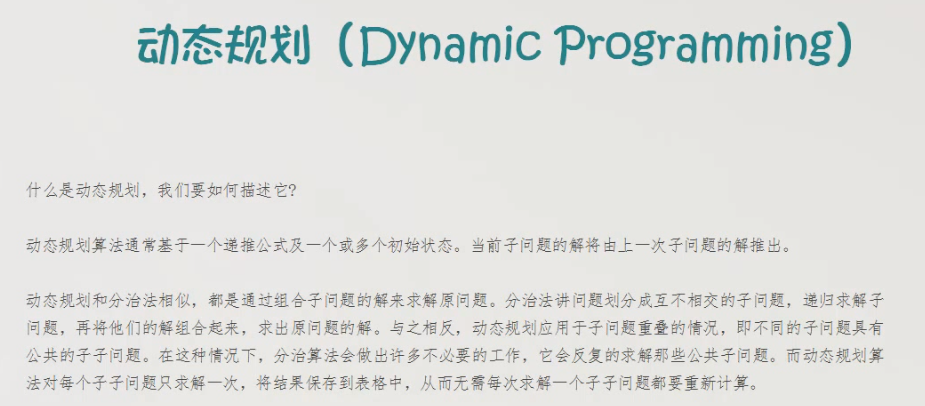 动态规划（Dynamic Programming）
什么是动态规划，我们要如何描述它?
动态规划算法通常基于一个递推公式及一个或多个初始状态。当前子问题的解将由上一次子问题的解推出。
动态规划和分治法相似，都是通过组合子问题的解来求解原问题。分治法讲问题划分成互不相交的子问题，递归求解子
问题，再将他们的解组合起来，求出原问题的解。与之相反，动态规划应用于子问题重叠的情况，即不同的子问题具有
公共的子子问题。在这种情况下，分治算法会做出许多不必要的工作，它会反复的求解那些公共子问题。而动态规划算
法对每个子子问题只求解一次，将结果保存到表格中，从而无需每次求解一个子子问题都要重新计算。